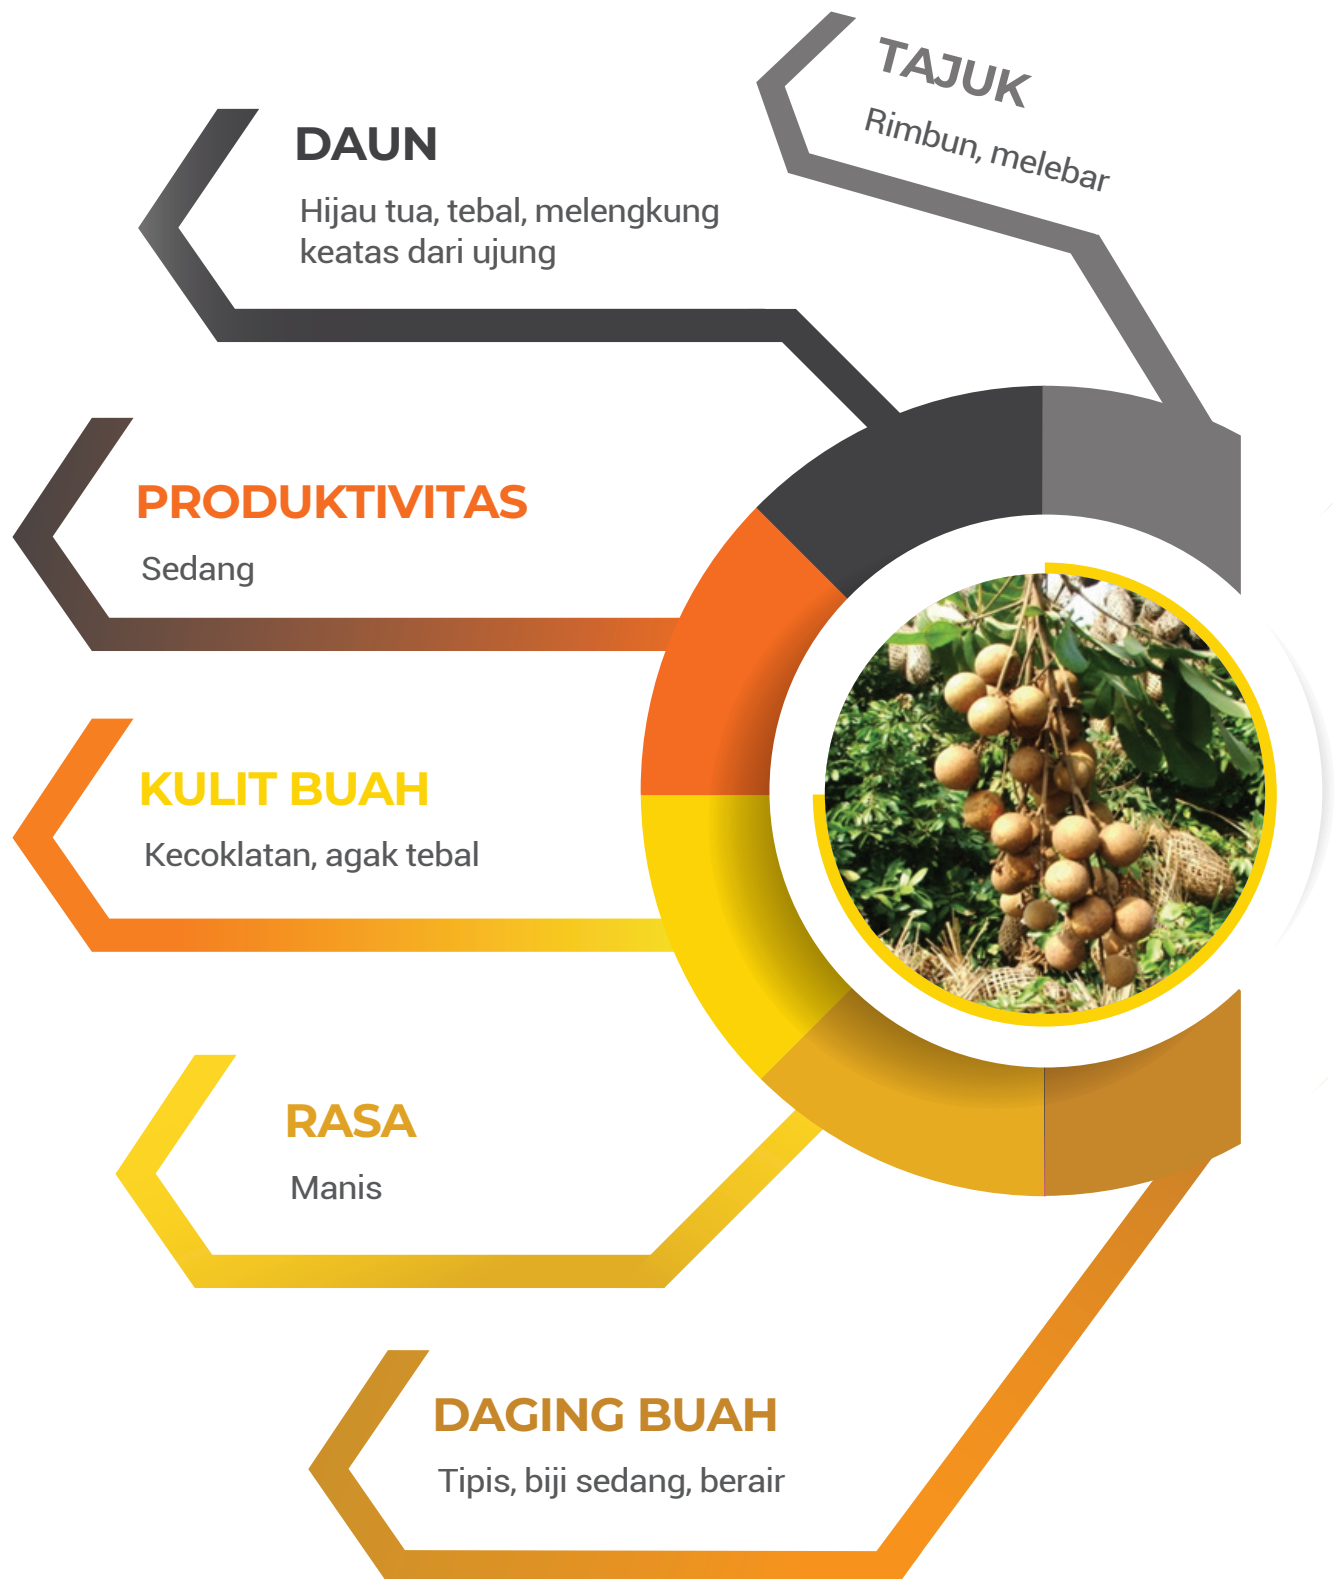 TAJUK
Rimbun, melebar
DAUN
Hijau tua, tebal, melengkung
keatas dari ujung
PRODUKTIVITAS
Sedang
KULIT BUAH
Kecoklatan, agak tebal
RASA
Manis
DAGING BUAH
Tipis, biji sedang, berair